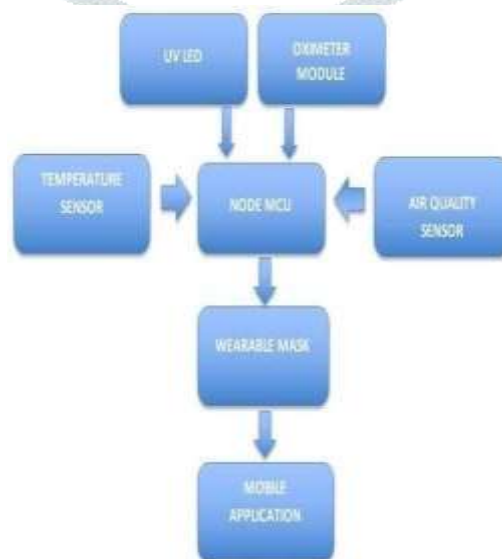 UV LED
OXIMETER
MODULE
TEMPERATURE
SENSOR
NODE MCU
AIR QUALITY
SENSOR
WEARABLE MASK
MOBILE
APPLICATION